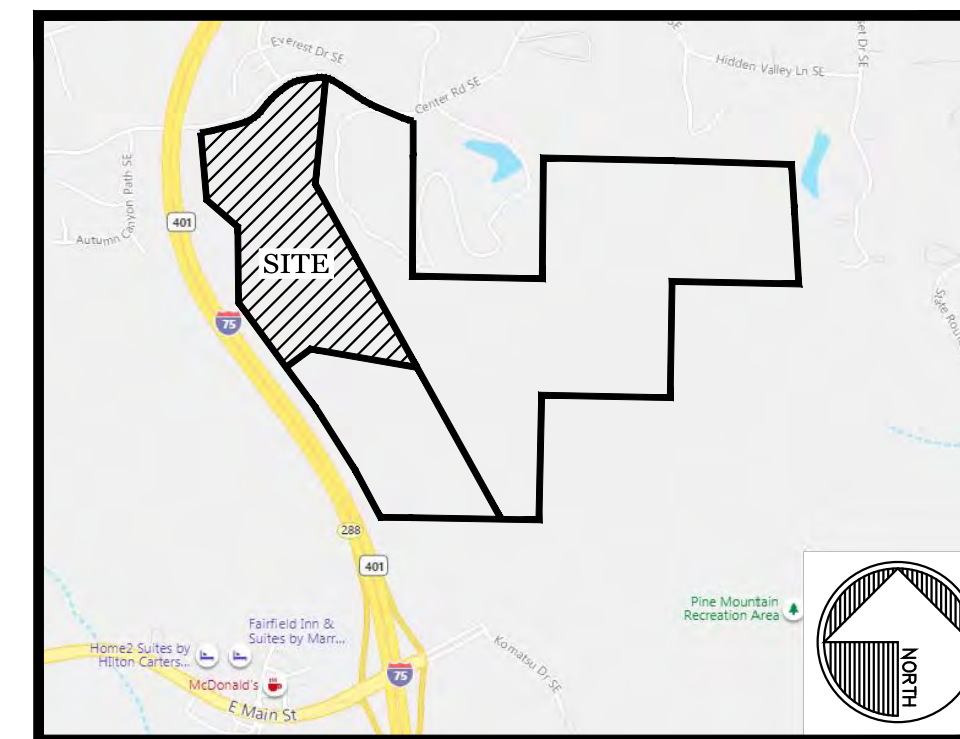 Everest Dr SE
Hidden Valley Ln SE
Center Rd SE
Autumn Canyon Path SE
401
SITE
75
288
401
Pine Mountain
Recreation Area
Fairfield Inn &
Suites by Marr...
Home2 Suites by
Hilton Carters...
McDonald's
E Main St
75
Komatsu Dr SE
NORTH